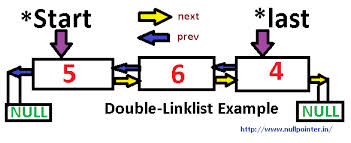 *Start
next
prev
*last
5
6
4
NULL
Double-Linklist Example
NULL
http://www.nullpointer.in/